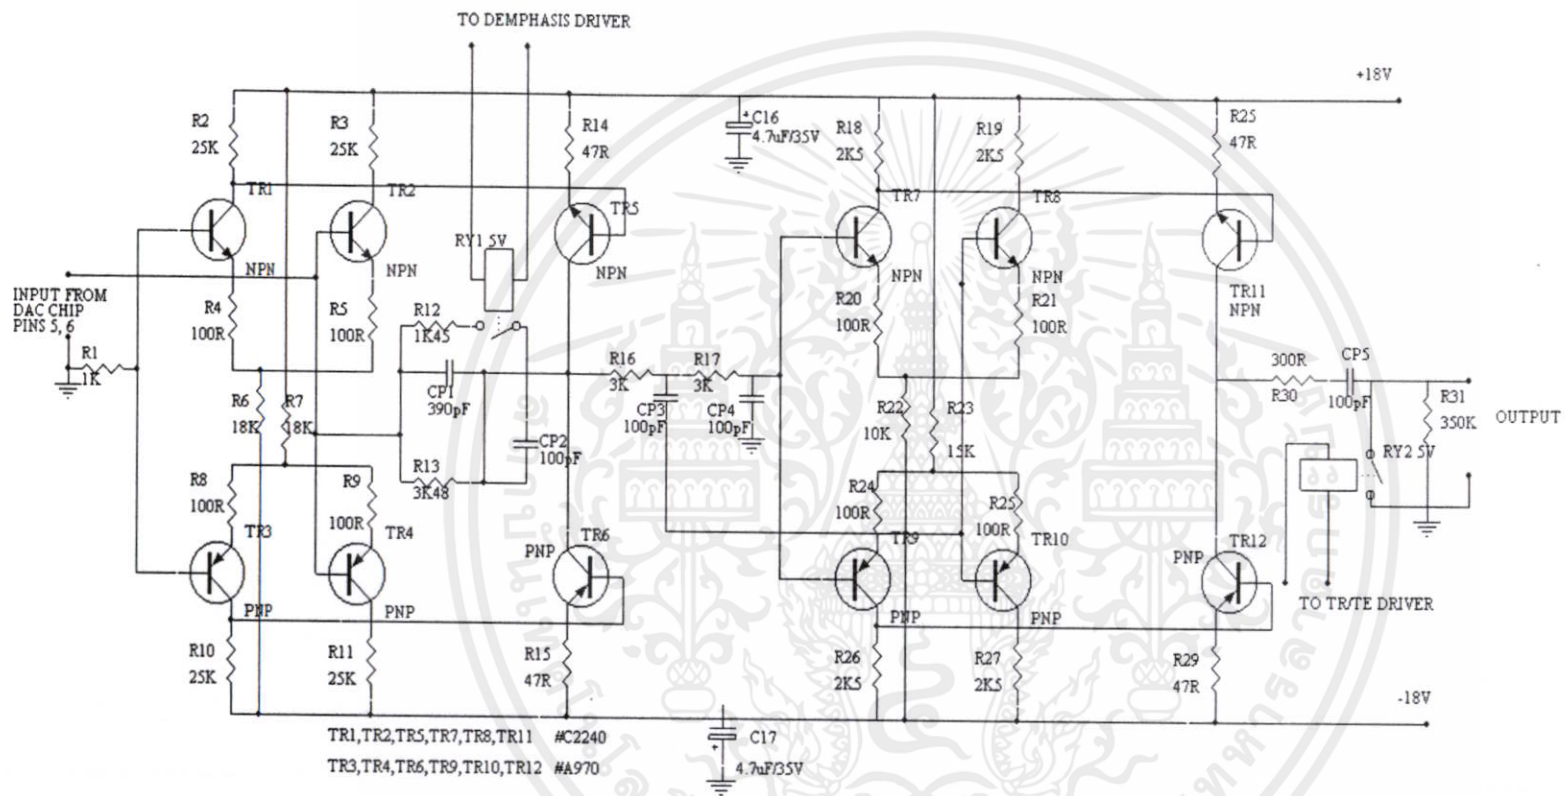 TO DEMPHASIS DRIVER
+18V
R2
25K
R3
25K
R14
47R
C16
4.7uF/35V
R18
2K5
R19
2K5
R25
47R
TR1
TR2
TR5
TR7
TR8
RY1 5V
NPN
NPN
NPN
NPN
NPN
TR11
NPN
INPUT FROM
DAC CHIP
PINS 5, 6
R4
100R
R5
100R
R12
1K45
R20
100R
R21
100R
R1
1K
CP1
390pF
R16
3K
R17
3K
300R
R30
CP5
100pF
R6
18K
R7
18K
CP3
100pF
CP4
100pF
R22
10K
R23
15K
R31
350K
OUTPUT
CP2
100pF
R13
3K48
RY2 5V
R8
100R
R9
100R
R24
100R
R25
100R
TR3
TR4
TR6
PNP
TR9
TR10
TR12
PNP
PNP
PNP
PNP
PNP
TO TR/TE DRIVER
R10
25K
R11
25K
R15
47R
R26
2K5
R27
2K5
R29
47R
-18V
TR1,TR2,TR5,TR7,TR8,TR11 #C2240
TR3,TR4,TR6,TR9,TR10,TR12 #A970
C17
4.7uF/35V